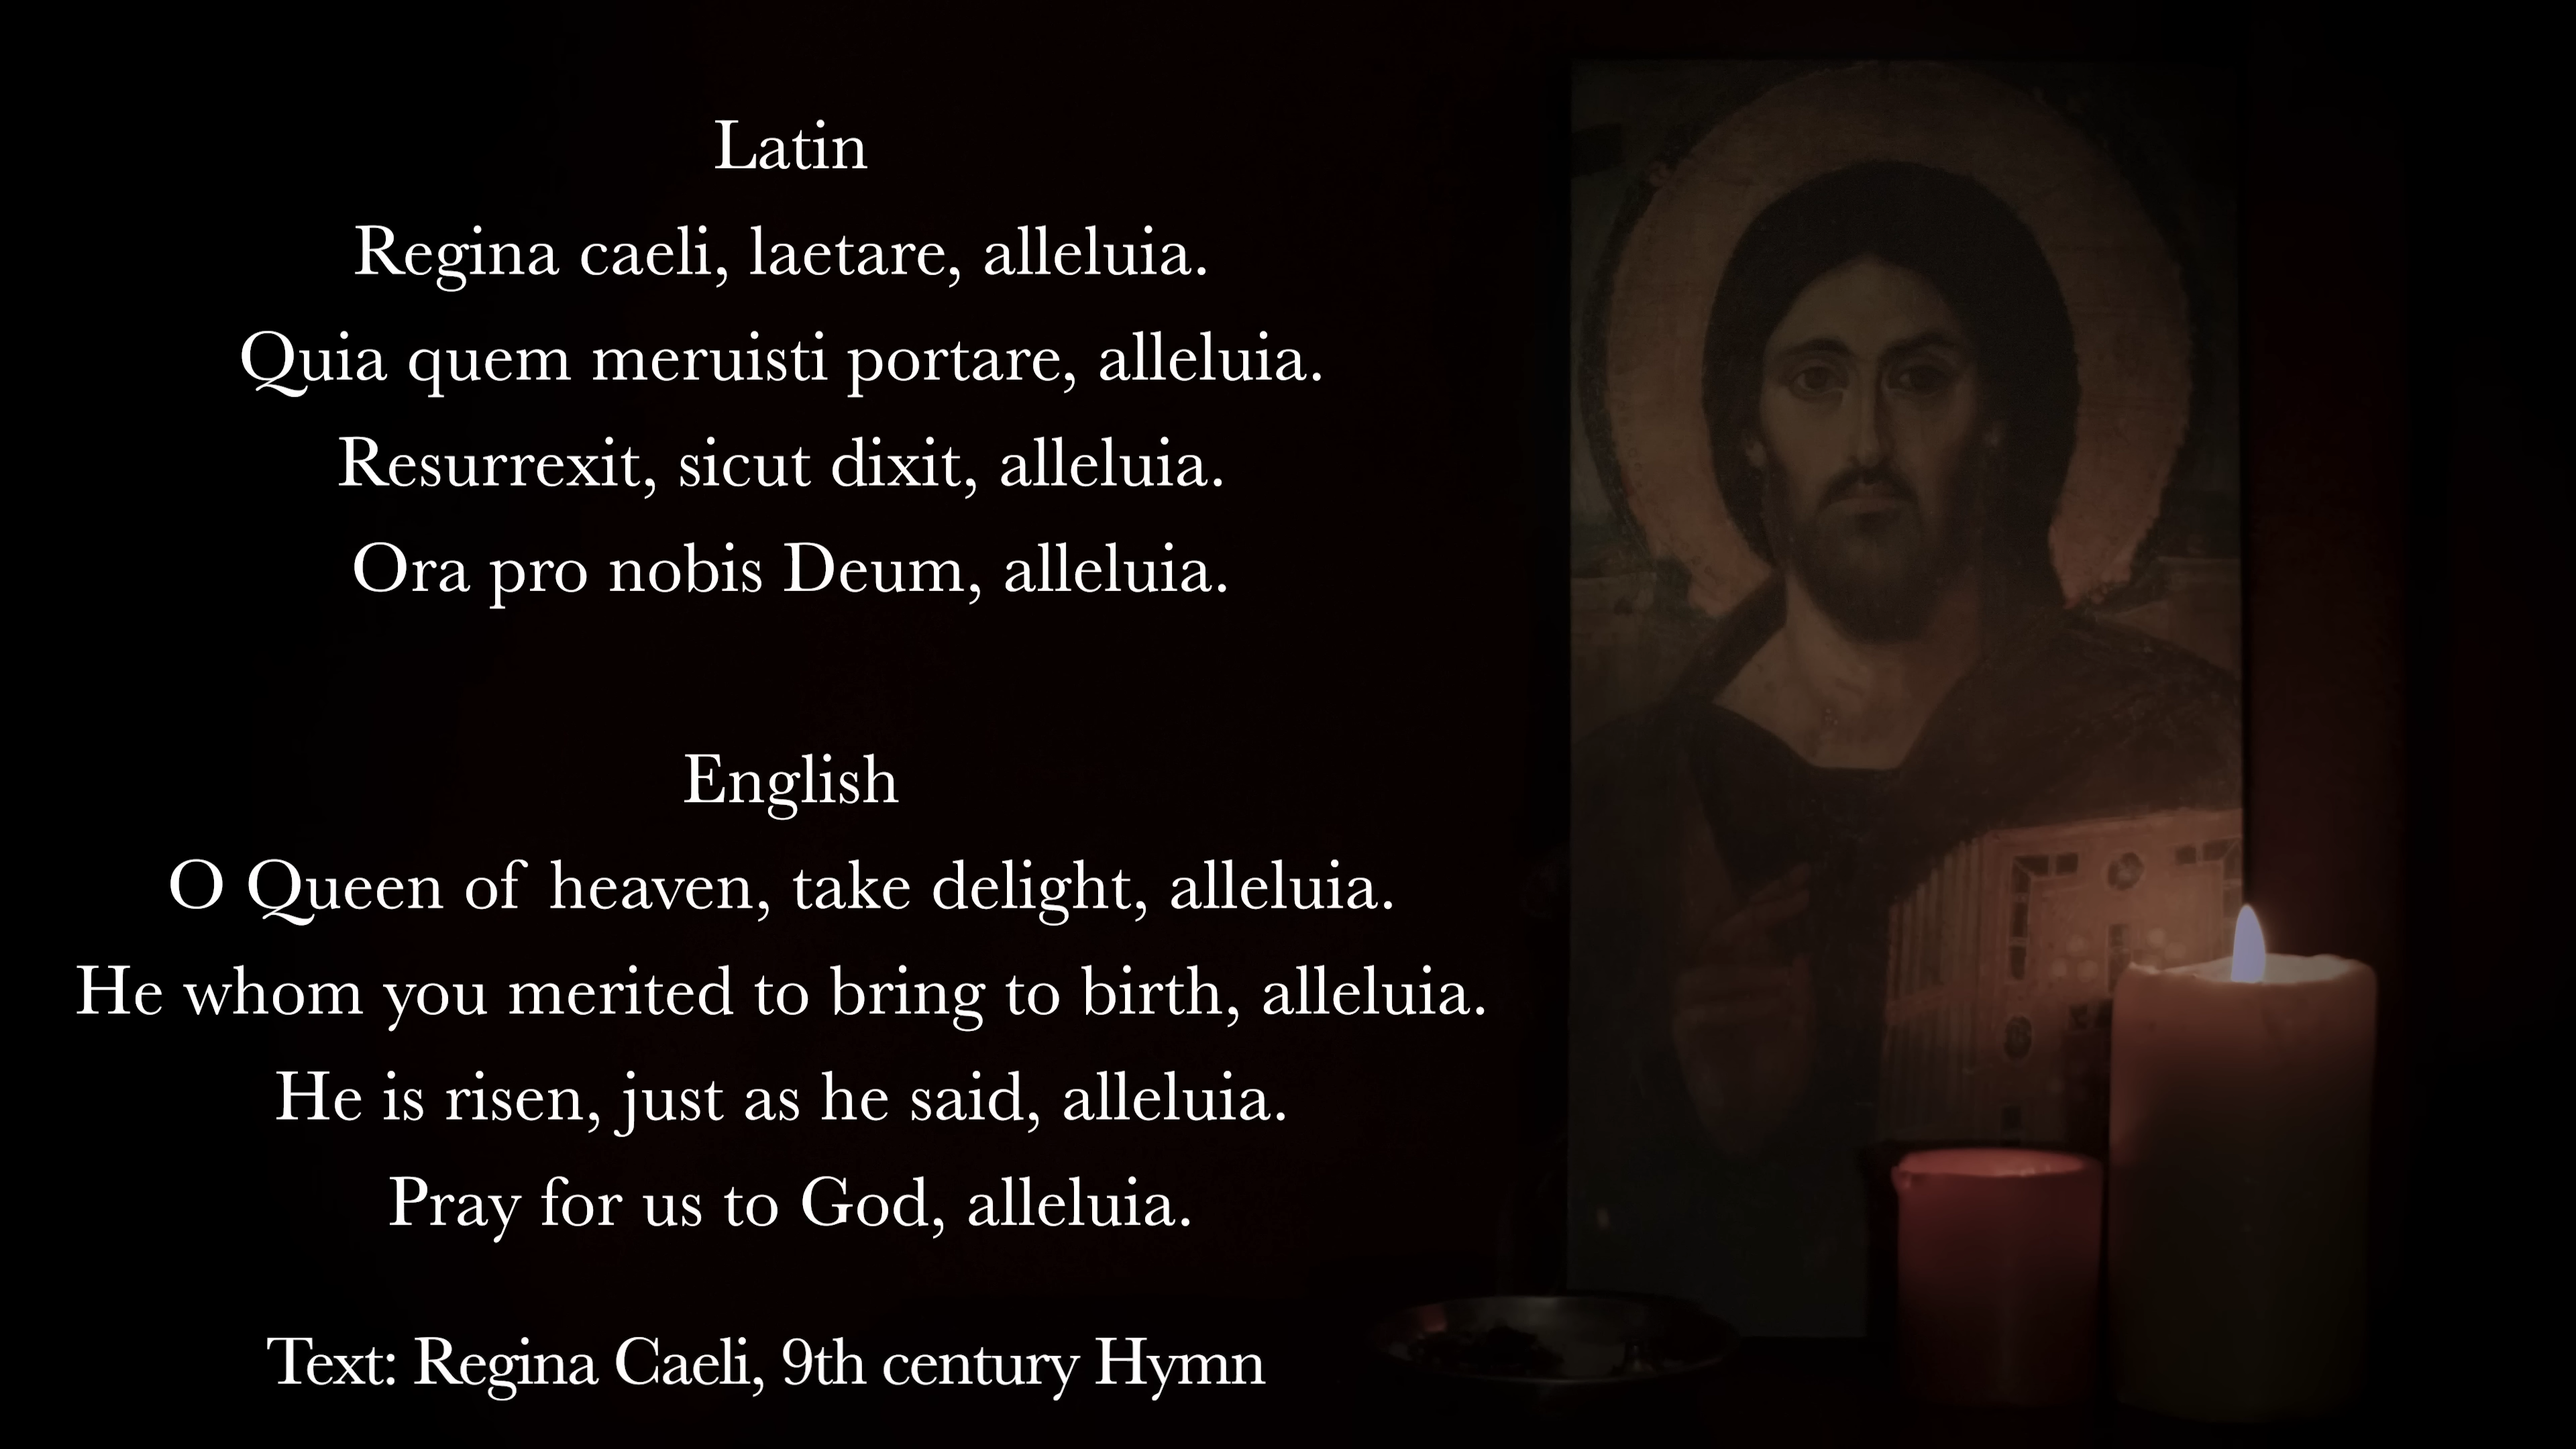 Latin
Regina caeli, laetare, alleluia.
Quia quem meruisti portare, alleluia.
Resurrexit, sicut dixit, alleluia.
Ora pro nobis Deum, alleluia.
English
O Queen of heaven, take delight, alleluia.
He whom you merited to bring to birth, alleluia.
He is risen, just as he said, alleluia.
Pray for us to God, alleluia.
Text: Regina Caeli, 9th century Hymn